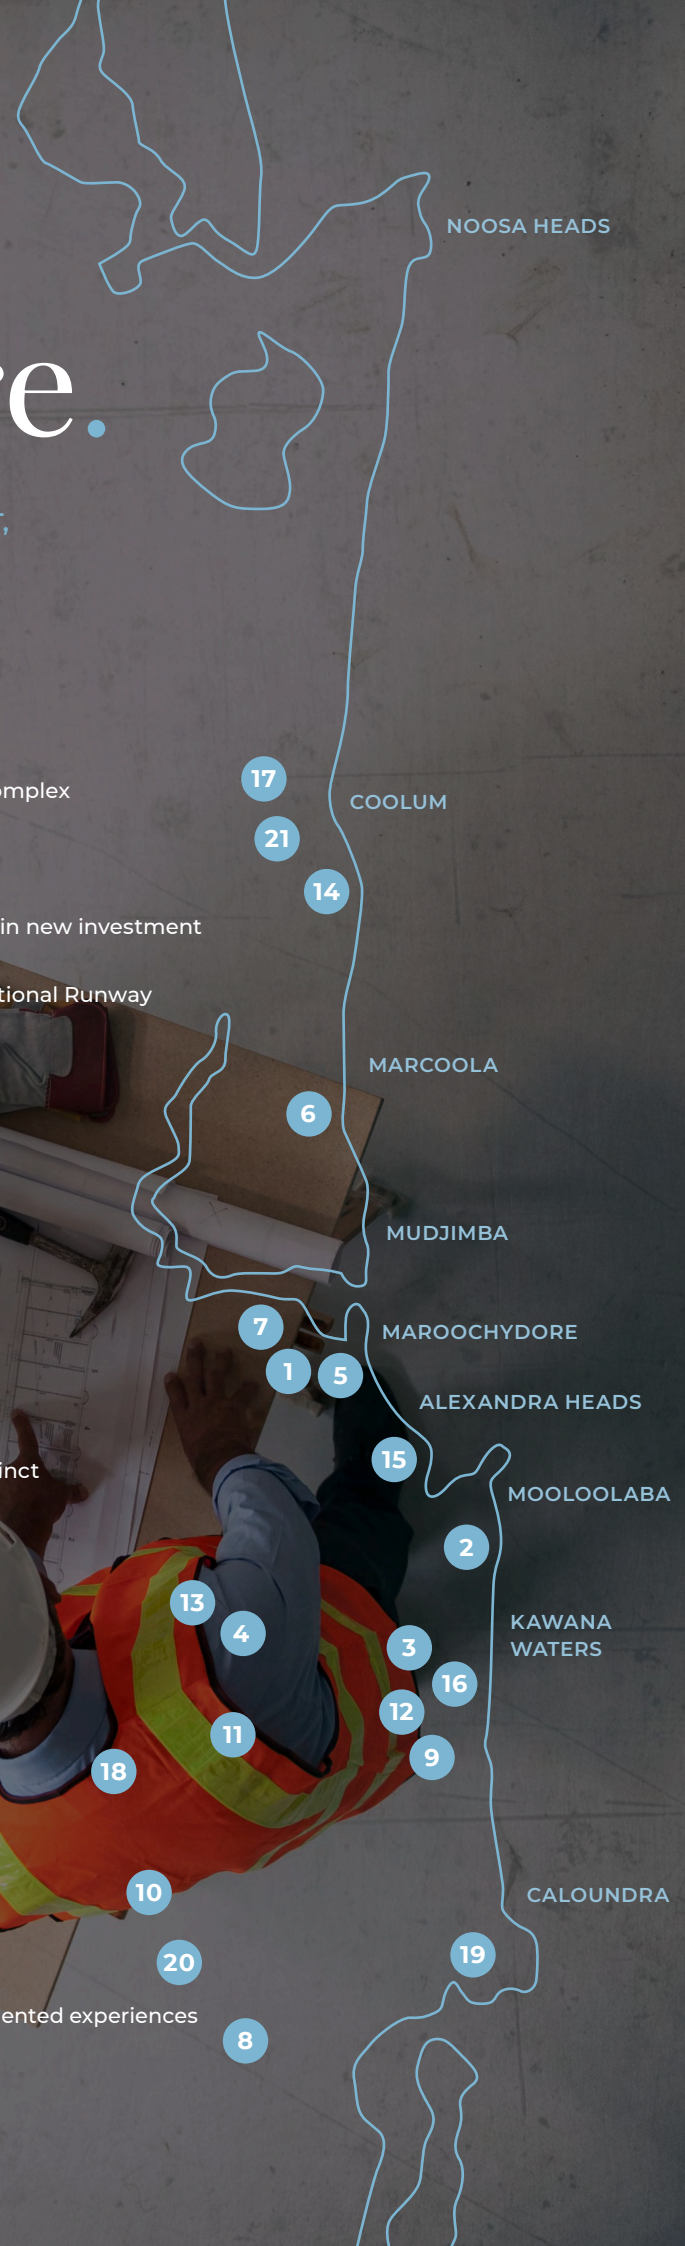 NOOSA HEADS
re.
,
omplex
17
COOLUM
21
14
in new investment
tional Runway
MARCOOLA
6
MUDJIMBA
7
MAROOCHYDORE
1
5
ALEXANDRA HEADS
15
inct
MOOLOOLABA
2
13
4
KAWANA
WATERS
3
16
12
11
9
18
10
CALOUNDRA
19
20
ented experiences
8